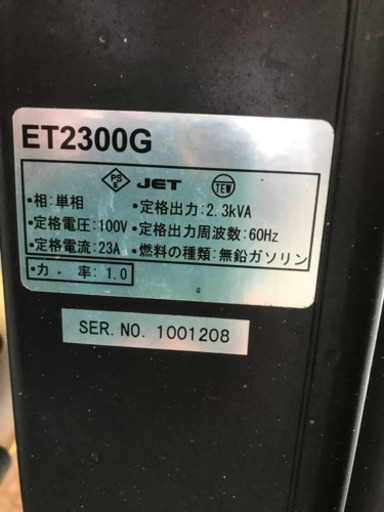 ET2300G
PS E JET TEW
・相:単相 ・定格出力:2.3kVA
・定格電圧:100V ・定格出力周波数:60Hz
・定格電流:23A ・燃料の種類:無鉛ガソリン
・力・率:1.0
SER.NO. 1001208